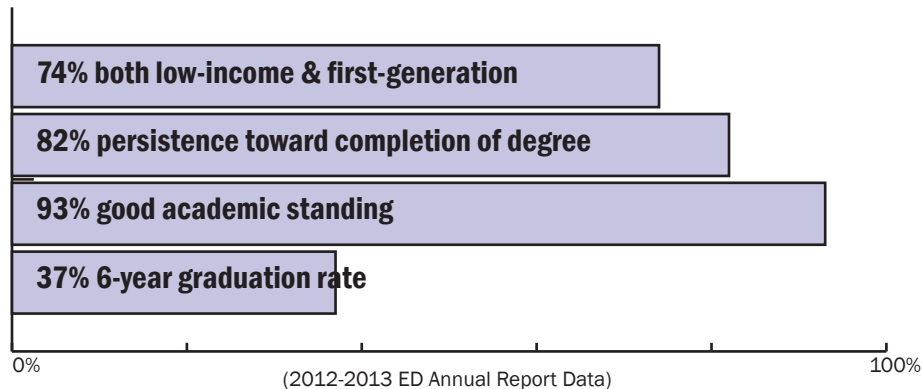 74% both low-income & first-generation
82% persistence toward completion of degree
93% good academic standing
37% 6-year graduation rate
0%
100%
(2012-2013 ED Annual Report Data)